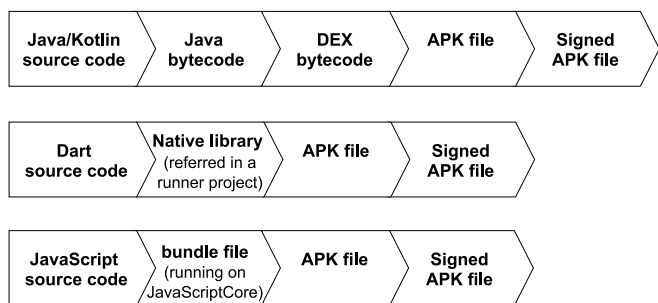 Java/Kotlin
source code
Java
bytecode
DEX
bytecode
APK file
Signed
APK file
Dart
source code
Native library
(referred in a
runner project)
APK file
Signed
APK file
JavaScript
source code
bundle file
(running on
JavaScriptCore)
APK file
Signed
APK file